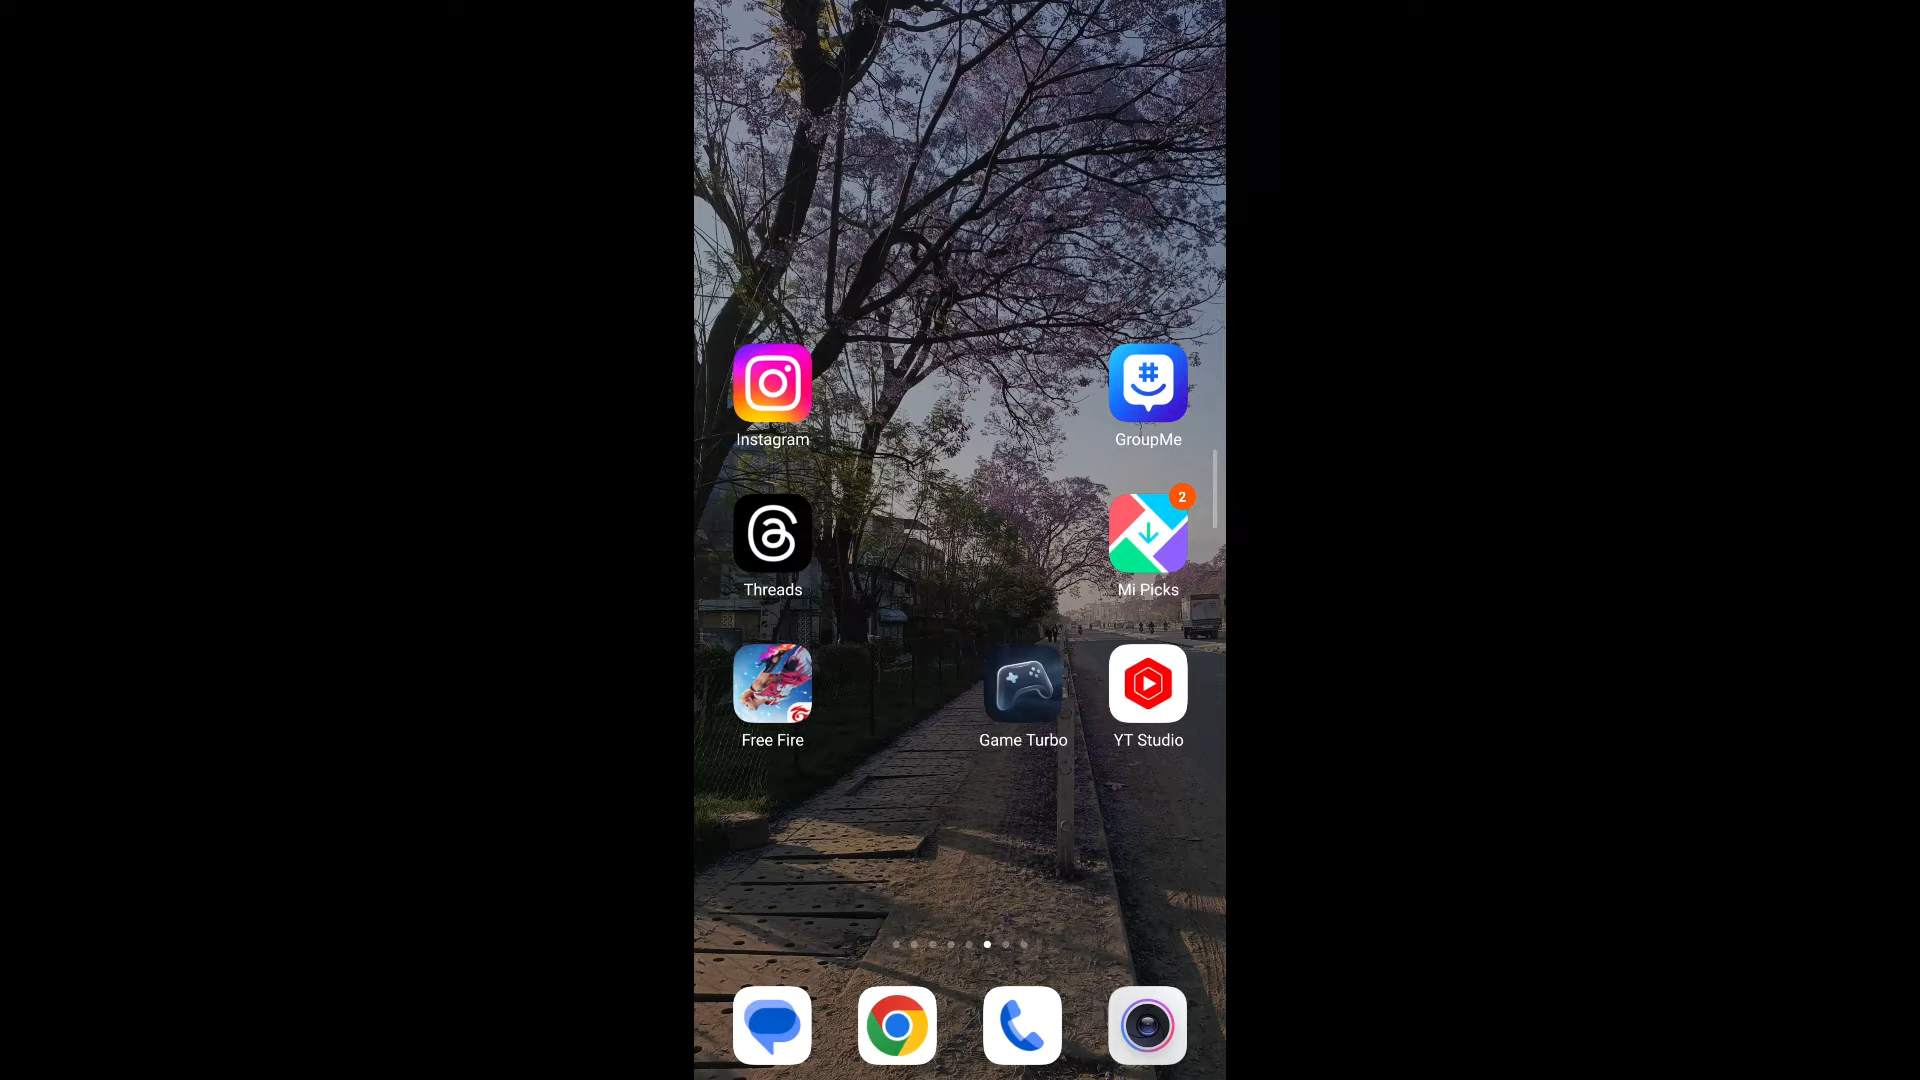 Instagram
GroupMe
2
Threads
Mi Picks
Free Fire
Game Turbo
YT Studio